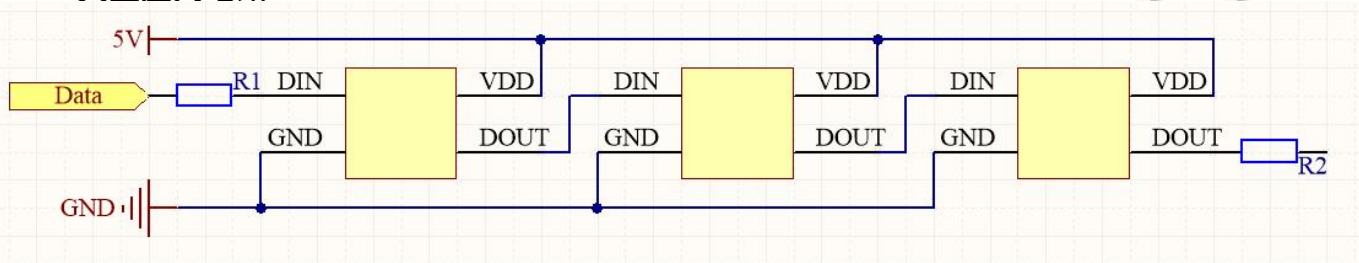 5V
Data
R1 DIN VDD DIN VDD DIN VDD
GND DOUT GND DOUT GND DOUT
R2
GND